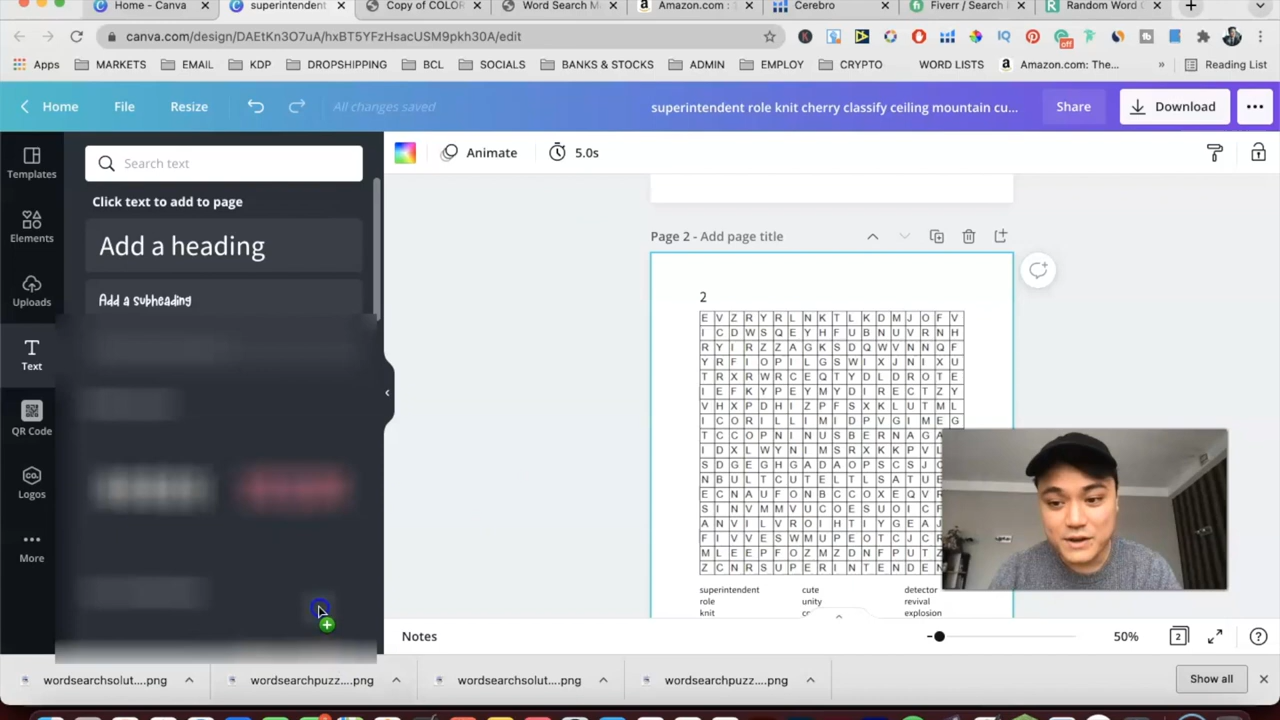 Home - Canva
superintendent
Copy of COLOR
Word Search M
Amazon.com : 1
Cerebro
Fiverr / Search
Random Word G
canva.com/design/DAEtKn3O7uA/hxBT5YFzHsacUSM9pkh30A/edit
Apps MARKETS EMAIL KDP DROPSHIPPING BCL SOCIALS BANKS & STOCKS ADMIN EMPLOY CRYPTO WORD LISTS Amazon.com: The... » Reading List
Home File Resize All changes saved superintendent role knit cherry classify ceiling mountain cu... Share Download
Templates
Elements
Uploads
Text
QR Code
Logos
More
Search text
Click text to add to page
Add a heading
Add a subheading
Animate 5.0s
Page 2 - Add page title
2
E V Z R Y R L N K T L K D M J O F V
I C D W S Q E Y H F U B N U V R N H
R Y I R Z Z A G K S D Q W V N N Q F
Y R F I O P I L G S W I X J N I X U
T R X R W R C E Q T Y D L D R O T E
I E F K Y P E Y M Y D I R E C T Z Y
V H X P D H I Z P F S X K L U T M L
I C O R I L L I M I D P V G I M E G
T C C O P N I N U S B E R N A G A
I D X L W Y N I M S R X K K P V L
S D G E G H G A D A O P S C S J C
N B U L T C U T E L T L S A T U E
E C N A U F O N B C C O X E Q V R
S I N V M M V U C O E S U O I C F
A N V I L V R O I H T I Y G E A J
F I V V E S W M U P E O T C J C R
M L E E P F O Z M Z D N F P U T Z
Z C N R S U P E R I N T E N D E N
superintendent cute detector
role unity revival
knit explosion
Notes 50% 2
wordsearchsolut....png wordsearchpuzz....png wordsearchsolut....png wordsearchpuzz....png Show all